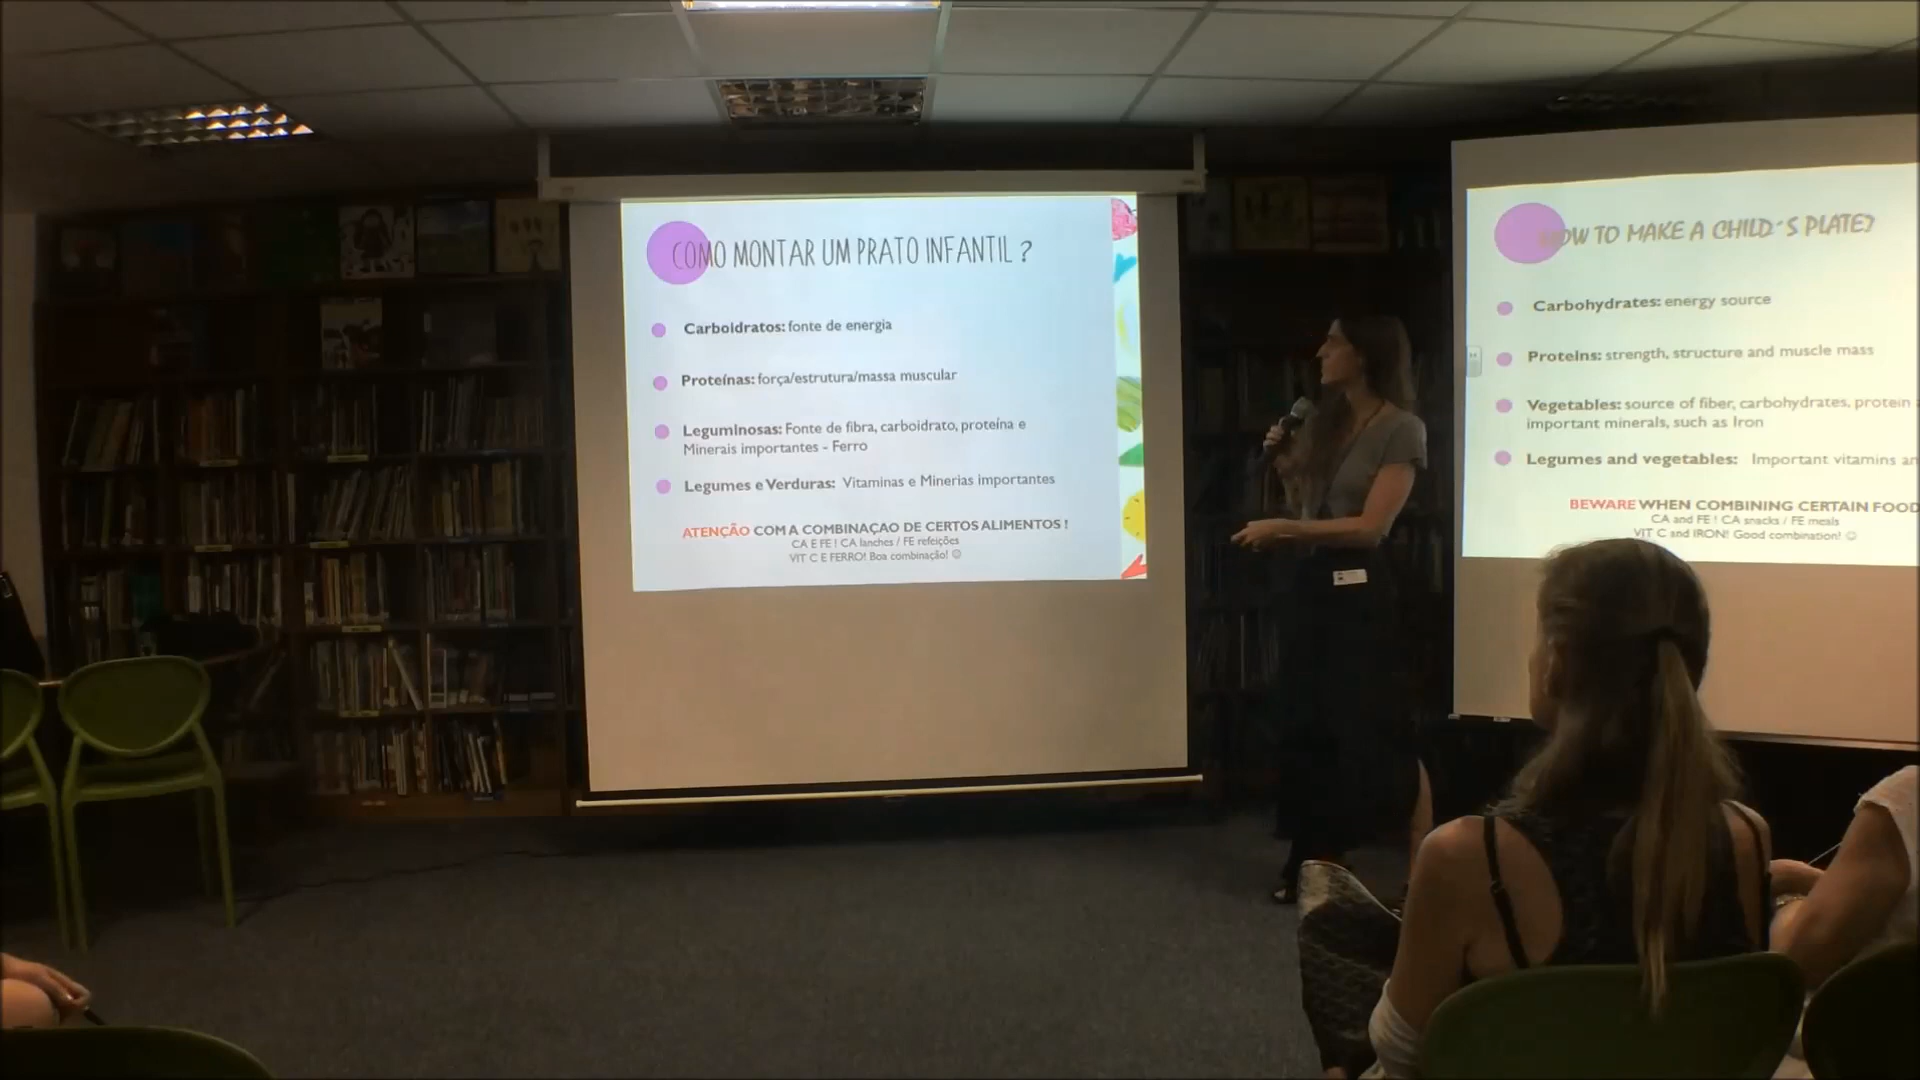 COMO MONTAR UM PRATO INFANTIL ?
Carboidratos: fonte de energia
Proteínas: força/estrutura/massa muscular
Leguminosas: Fonte de fibra, carboidrato, proteína e
Minerais importantes - Ferro
Legumes e Verduras: Vitaminas e Minerias importantes
ATENÇÃO COM A COMBINAÇAO DE CERTOS ALIMENTOS !
CA E FE ! CA lanches / FE refeições
VIT C E FERRO! Boa combinação! ☺
HOW TO MAKE A CHILD´S PLATE?
Carbohydrates: energy source
Proteins: strength, structure and muscle mass
Vegetables: source of fiber, carbohydrates, protein
important minerals, such as Iron
Legumes and vegetables: Important vitamins
BEWARE WHEN COMBINING CERTAIN FOOD
CA and FE ! CA snacks / FE meals
VIT C and IRON! Good combination! ☺